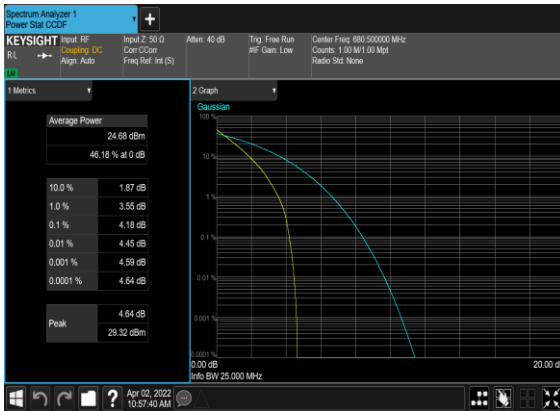 Spectrum Analyzer 1
Power Stat CCDF
KEYSIGHT
RL
LXI
Input: RF
Coupling: DC
Align: Auto
Input Z: 50 Ω
Corr CCorr
Freq Ref: Int (S)
Atten: 40 dB
Trig: Free Run
#IF Gain: Low
Center Freq: 680.500000 MHz
Counts: 1.00 M/1.00 Mpt
Radio Std: None
1 Metrics
Average Power
24.68 dBm
46.18 % at 0 dB
10.0 % 1.87 dB
1.0 % 3.55 dB
0.1 % 4.18 dB
0.01 % 4.45 dB
0.001 % 4.59 dB
0.0001 % 4.64 dB
Peak
4.64 dB
29.32 dBm
2 Graph
Gaussian
100 %
10 %
1 %
0.1 %
0.01 %
0.001 %
0.0001 %
0.00 dB
20.00 d
Info BW 25.000 MHz
Apr 02, 2022
10:57:40 AM